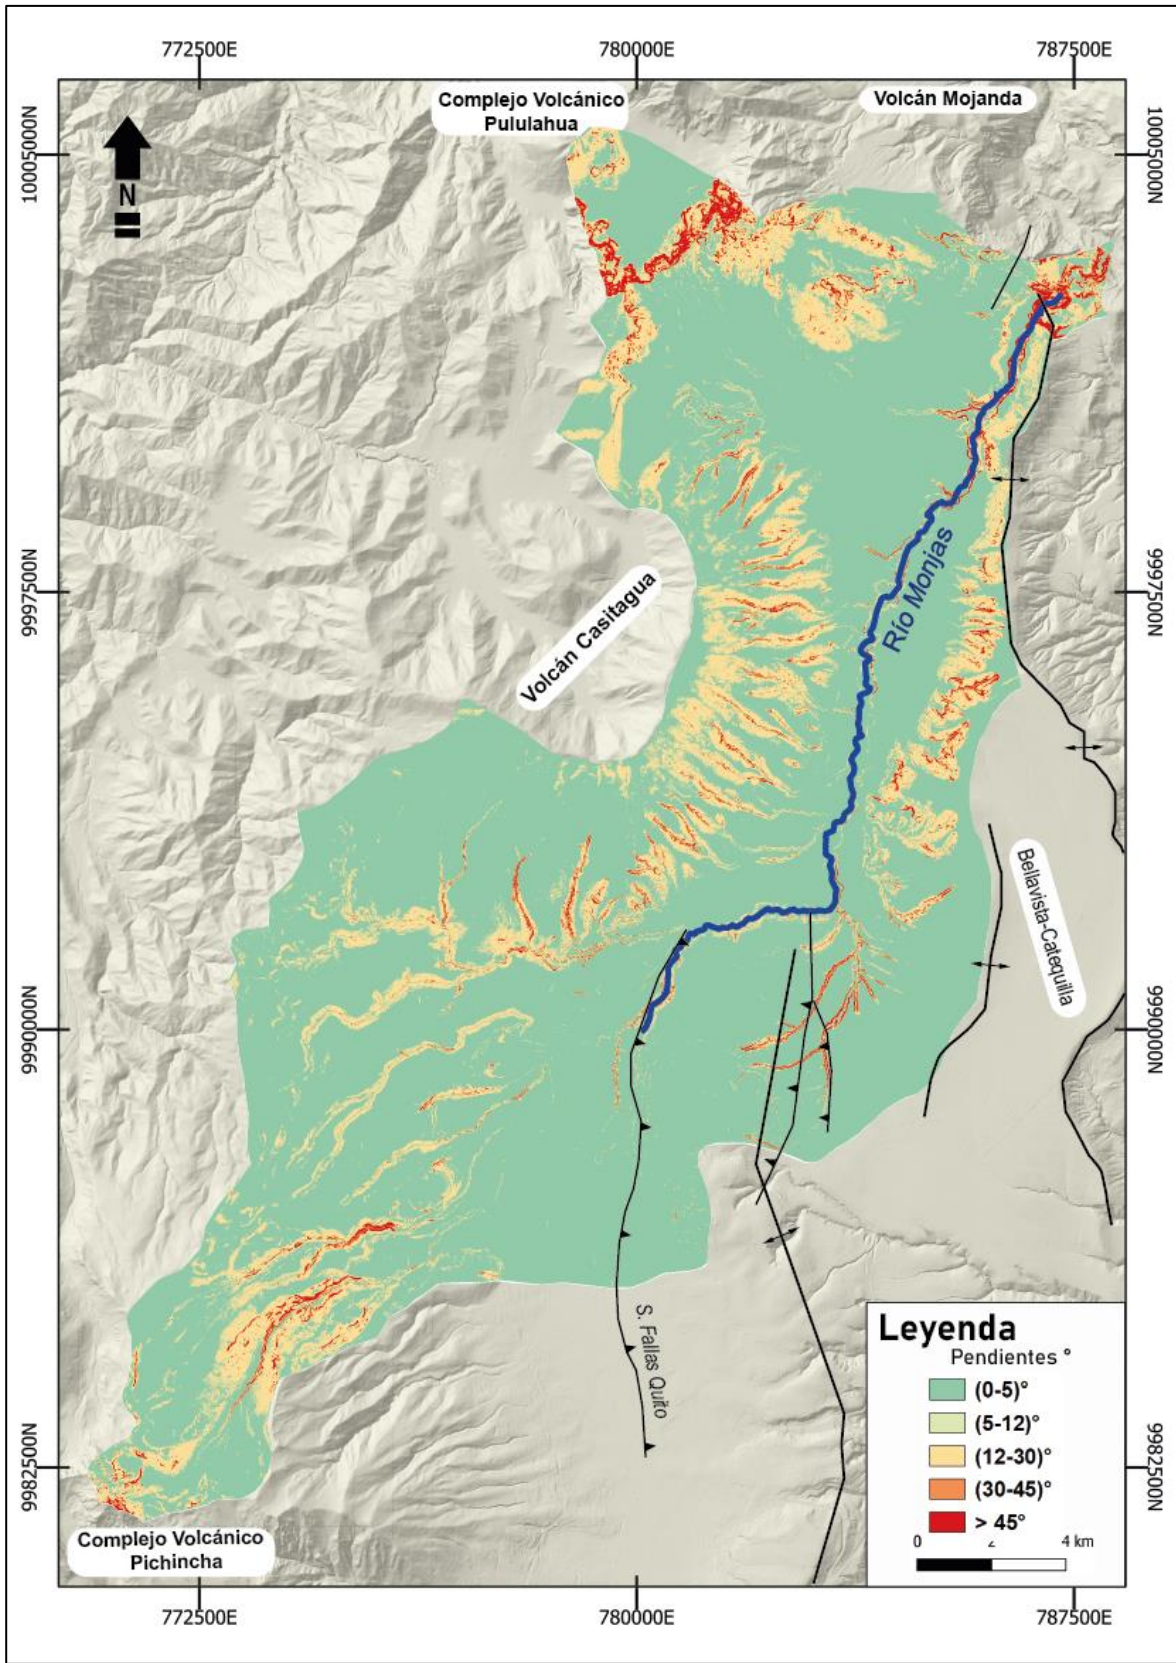 772500E
780000E
787500E
Complejo Volcánico
Pululahua
Volcán Mojanda
10005000N
10005000N
N
9997500N
9997500N
Río Monjas
Volcán Casitagua
Bellavista-Catequilla
9990000N
9990000N
S. Fallas Quito
Leyenda
Pendientes °
(0-5)°
(5-12)°
(12-30)°
(30-45)°
> 45°
0 2 4 km
9982500N
9982500N
Complejo Volcánico
Pichincha
772500E
780000E
787500E